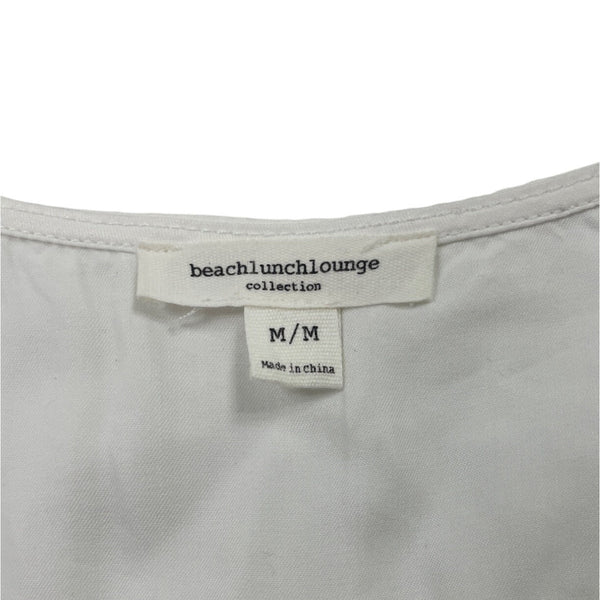 beachlunchlounge
collection
M/M
Made in china